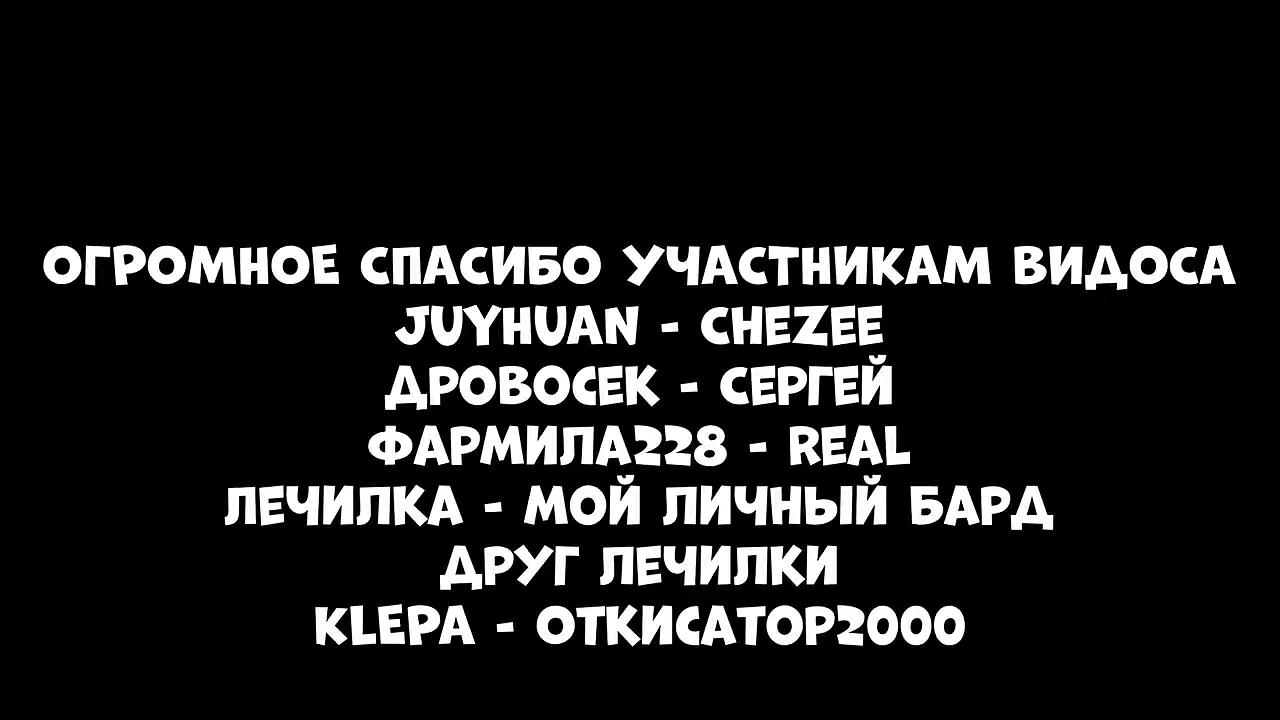 ОГРОМНОЕ СПАСИБО УЧАСТНИКАМ ВИДОСА
JUYHUAN - CHEZEE
ДРОВОСЕК - СЕРГЕЙ
ФАРМИЛА228 - REAL
ЛЕЧИЛКА - МОЙ ЛИЧНЫЙ БАРД
ДРУГ ЛЕЧИЛКИ
KLEPA - ОТКИСАТОР2000